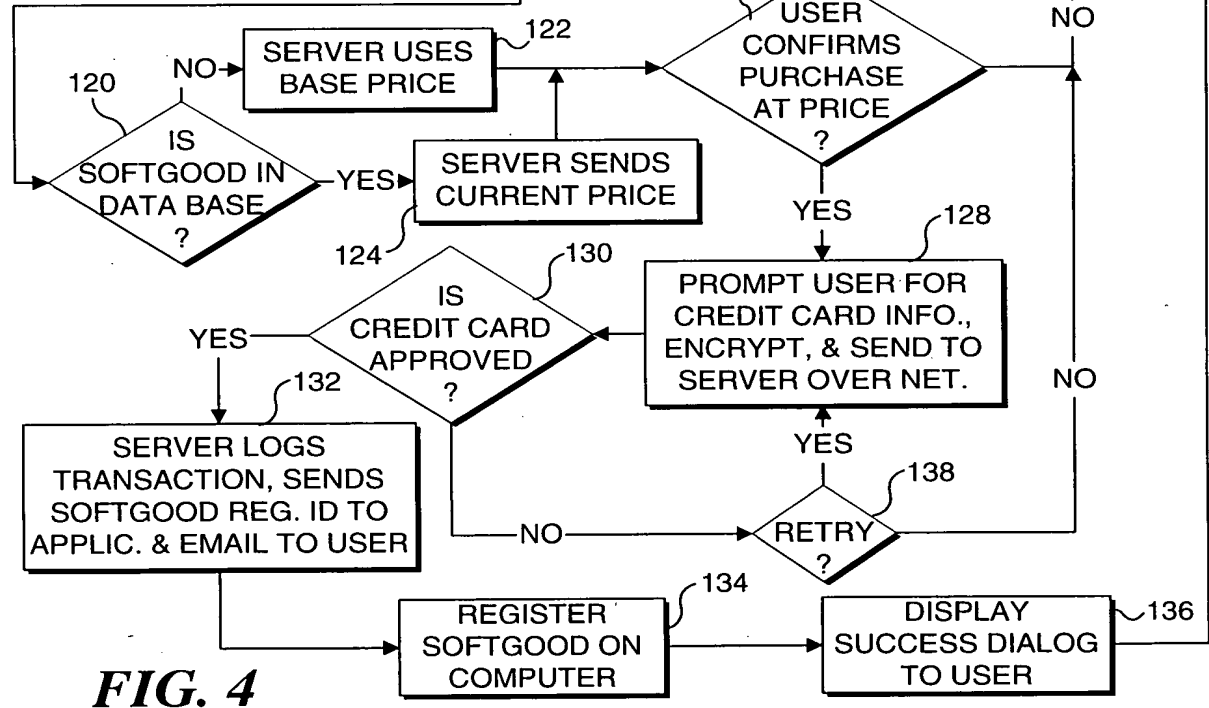 NO
USER
CONFIRMS
PURCHASE
AT PRICE
?
122
SERVER USES
BASE PRICE
NO
120
IS
SOFTGOOD IN
DATA BASE
?
YES
SERVER SENDS
CURRENT PRICE
124
YES
128
PROMPT USER FOR
CREDIT CARD INFO.,
ENCRYPT, & SEND TO
SERVER OVER NET.
130
IS
CREDIT CARD
APPROVED
?
YES
132
SERVER LOGS
TRANSACTION, SENDS
SOFTGOOD REG. ID TO
APPLIC. & EMAIL TO USER
NO
YES
138
RETRY
?
NO
134
REGISTER
SOFTGOOD ON
COMPUTER
136
DISPLAY
SUCCESS DIALOG
TO USER
FIG. 4